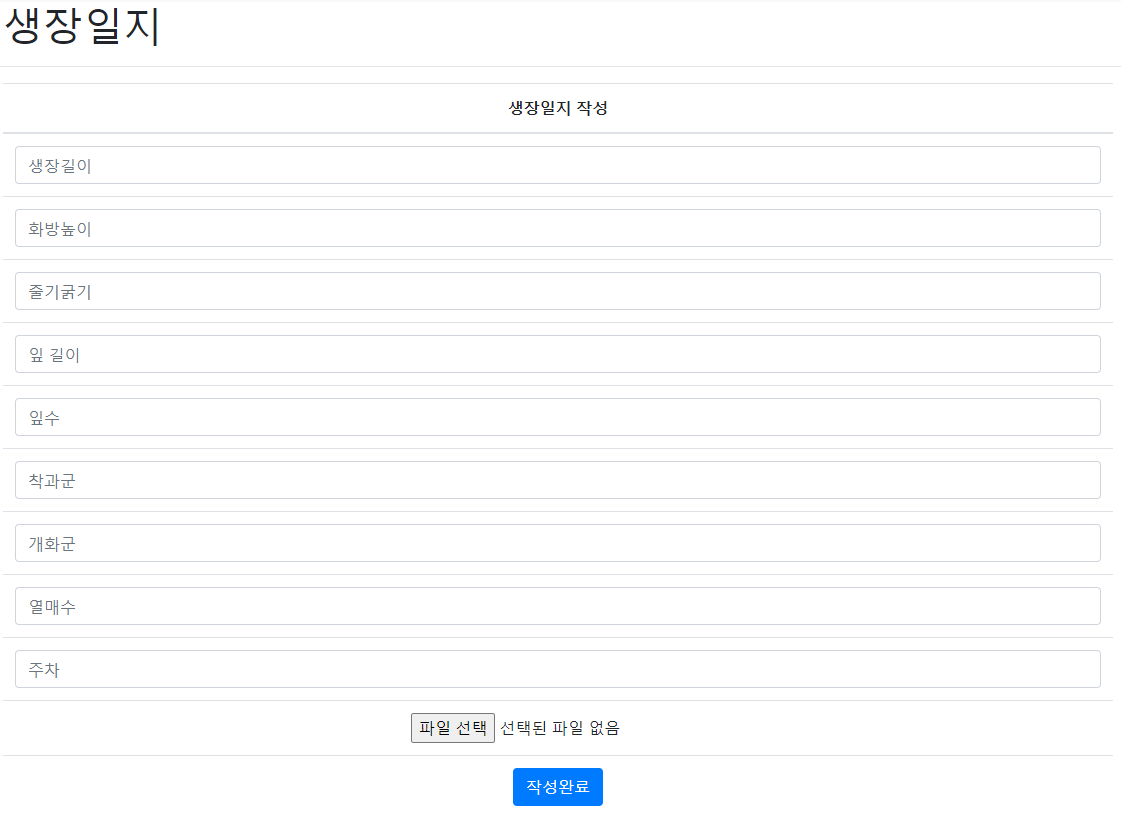 생장일지
생장일지 작성
생장길이
화방높이
줄기굵기
잎 길이
잎수
착과군
개화군
열매수
주차
파일 선택 선택된 파일 없음
작성완료